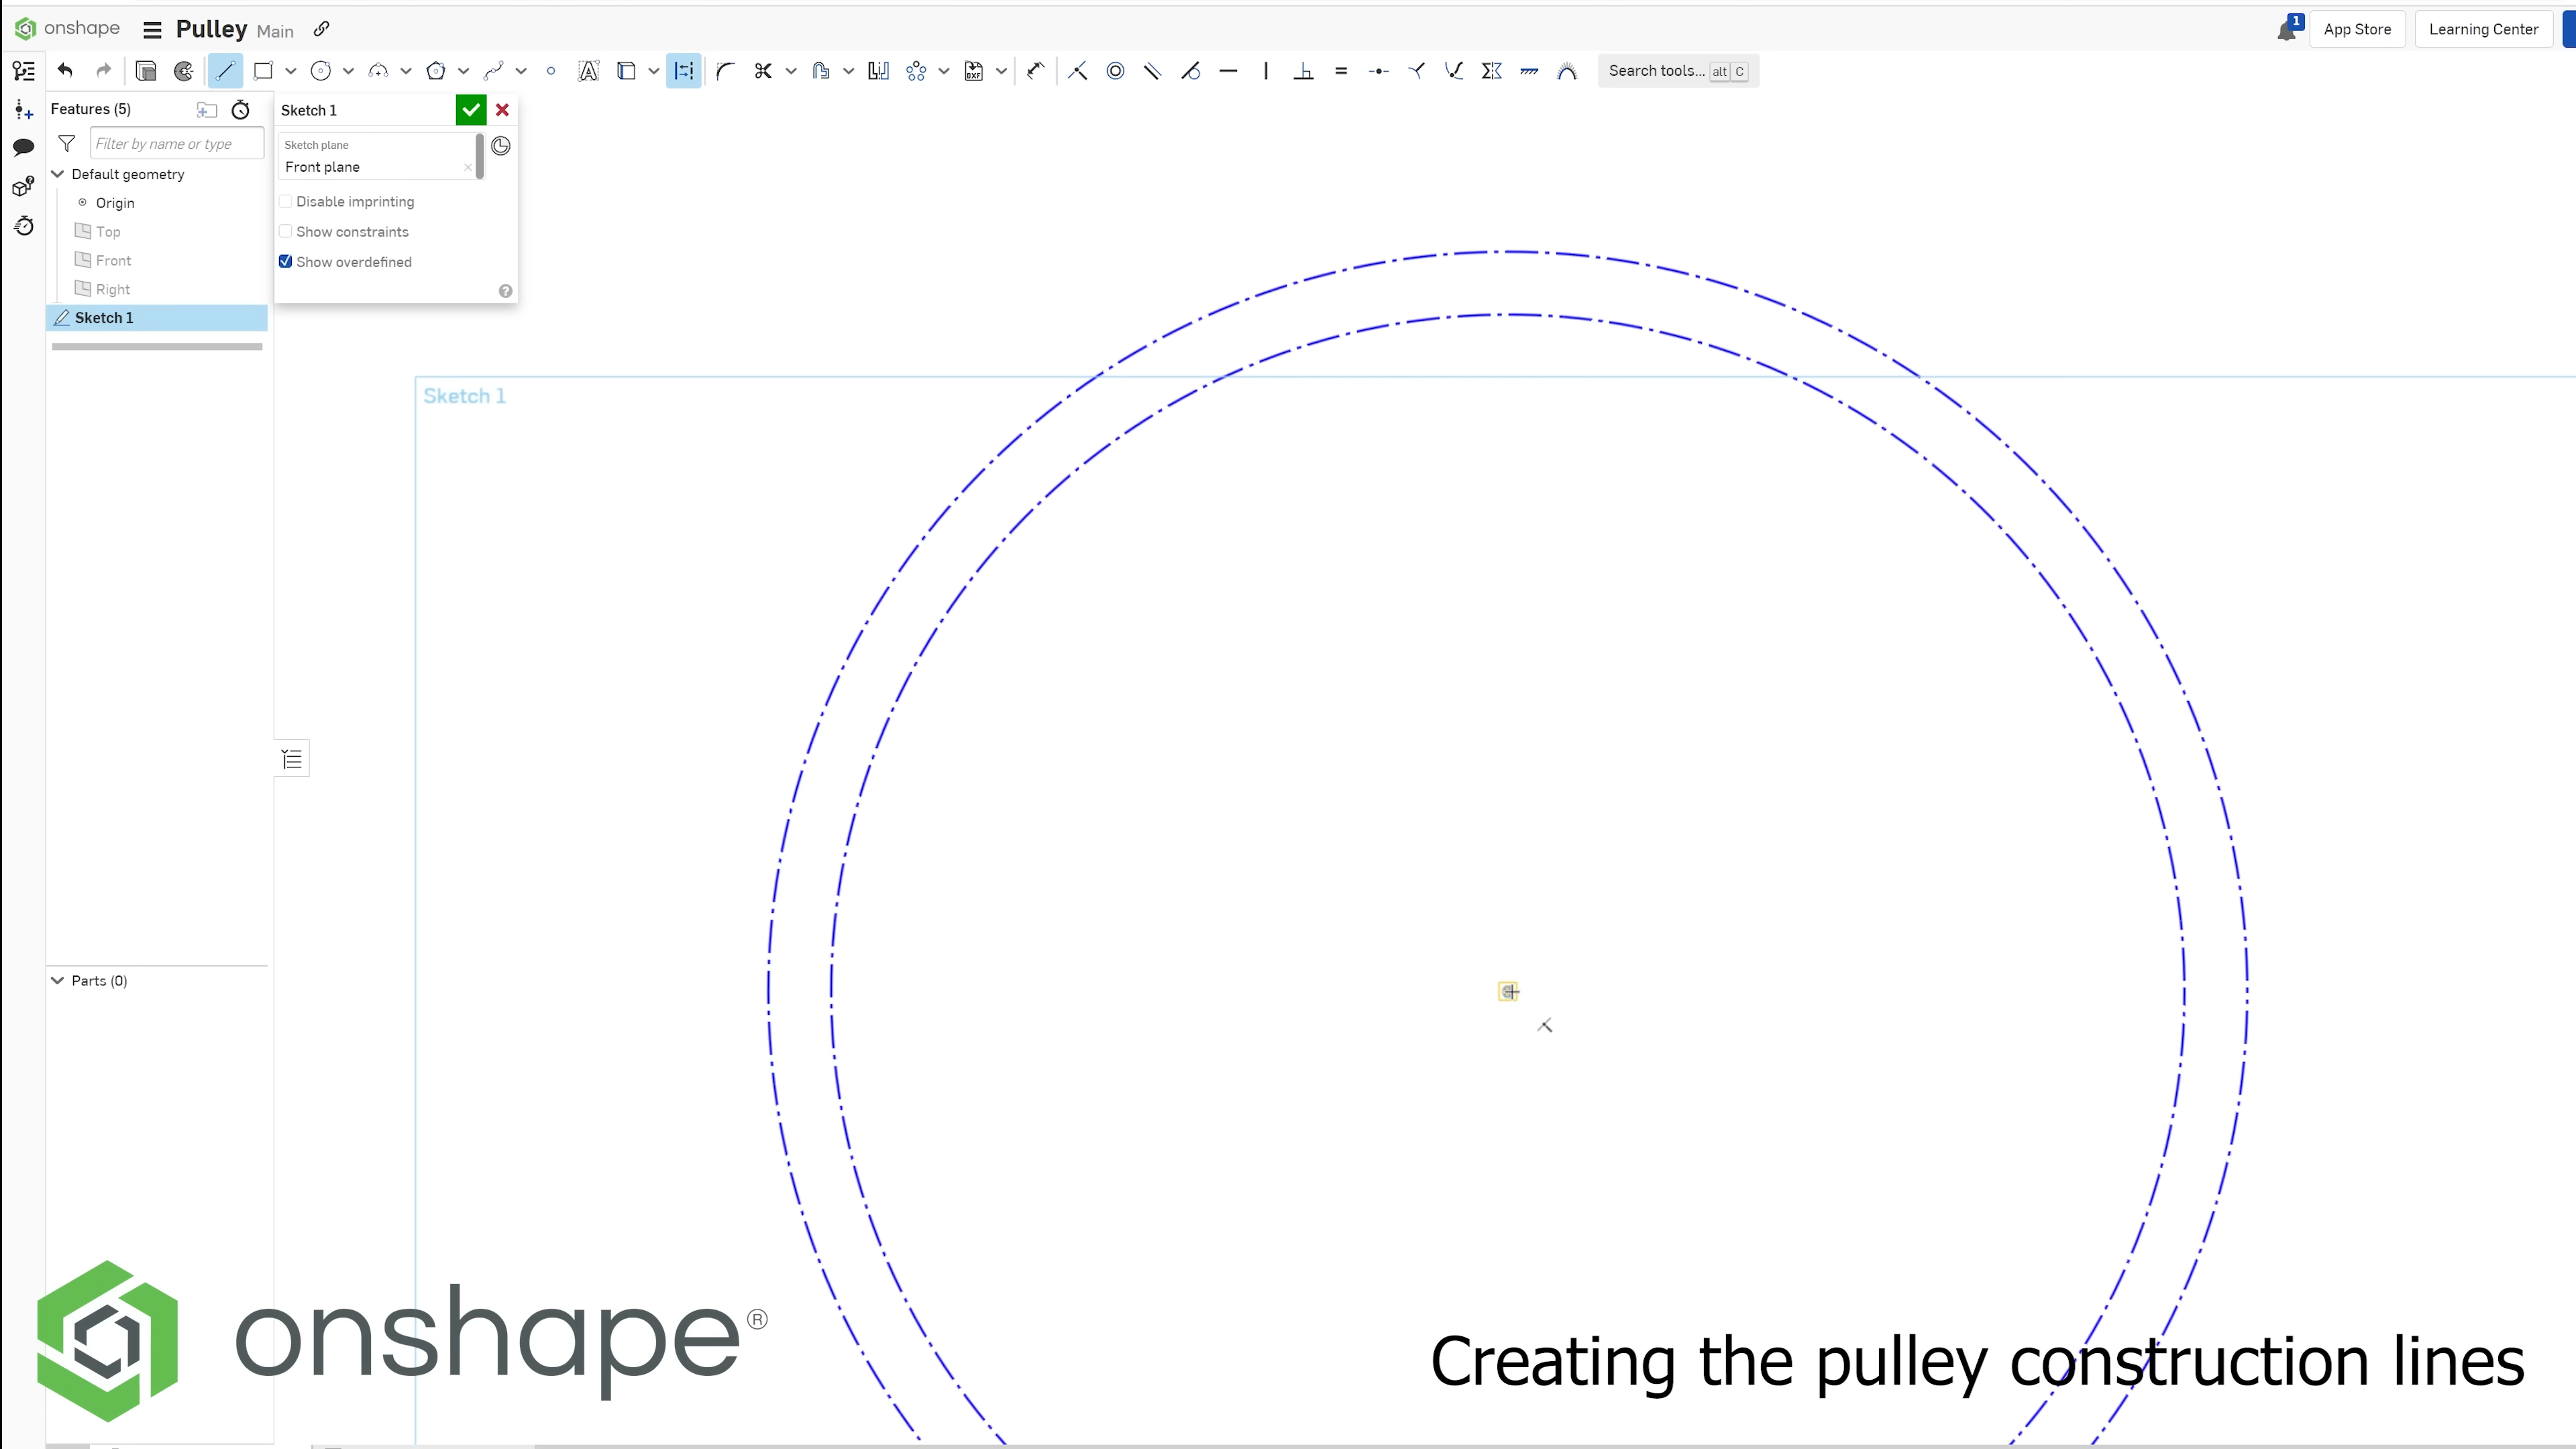 onshape
Pulley Main
1
App Store
Learning Center
DXF
Search tools... alt C
Features (5)
Filter by name or type
Default geometry
Origin
Top
Front
Right
Sketch 1
Sketch 1
Sketch plane
Front plane
Disable imprinting
Show constraints
Show overdefined
Sketch 1
Parts (0)
onshape®
Creating the pulley construction lines